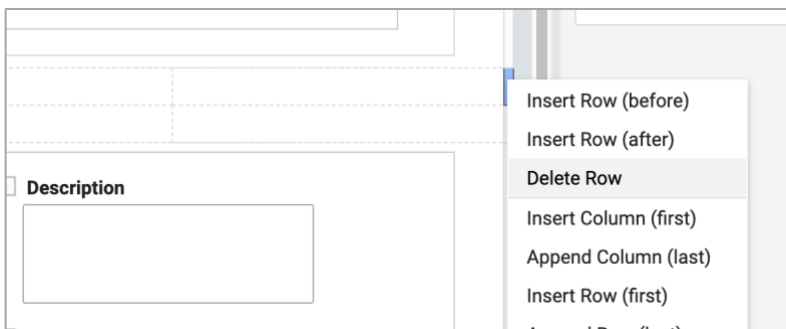 Insert Row (before)
Insert Row (after)
Delete Row
Description
Insert Column (first)
Append Column (last)
Insert Row (first)